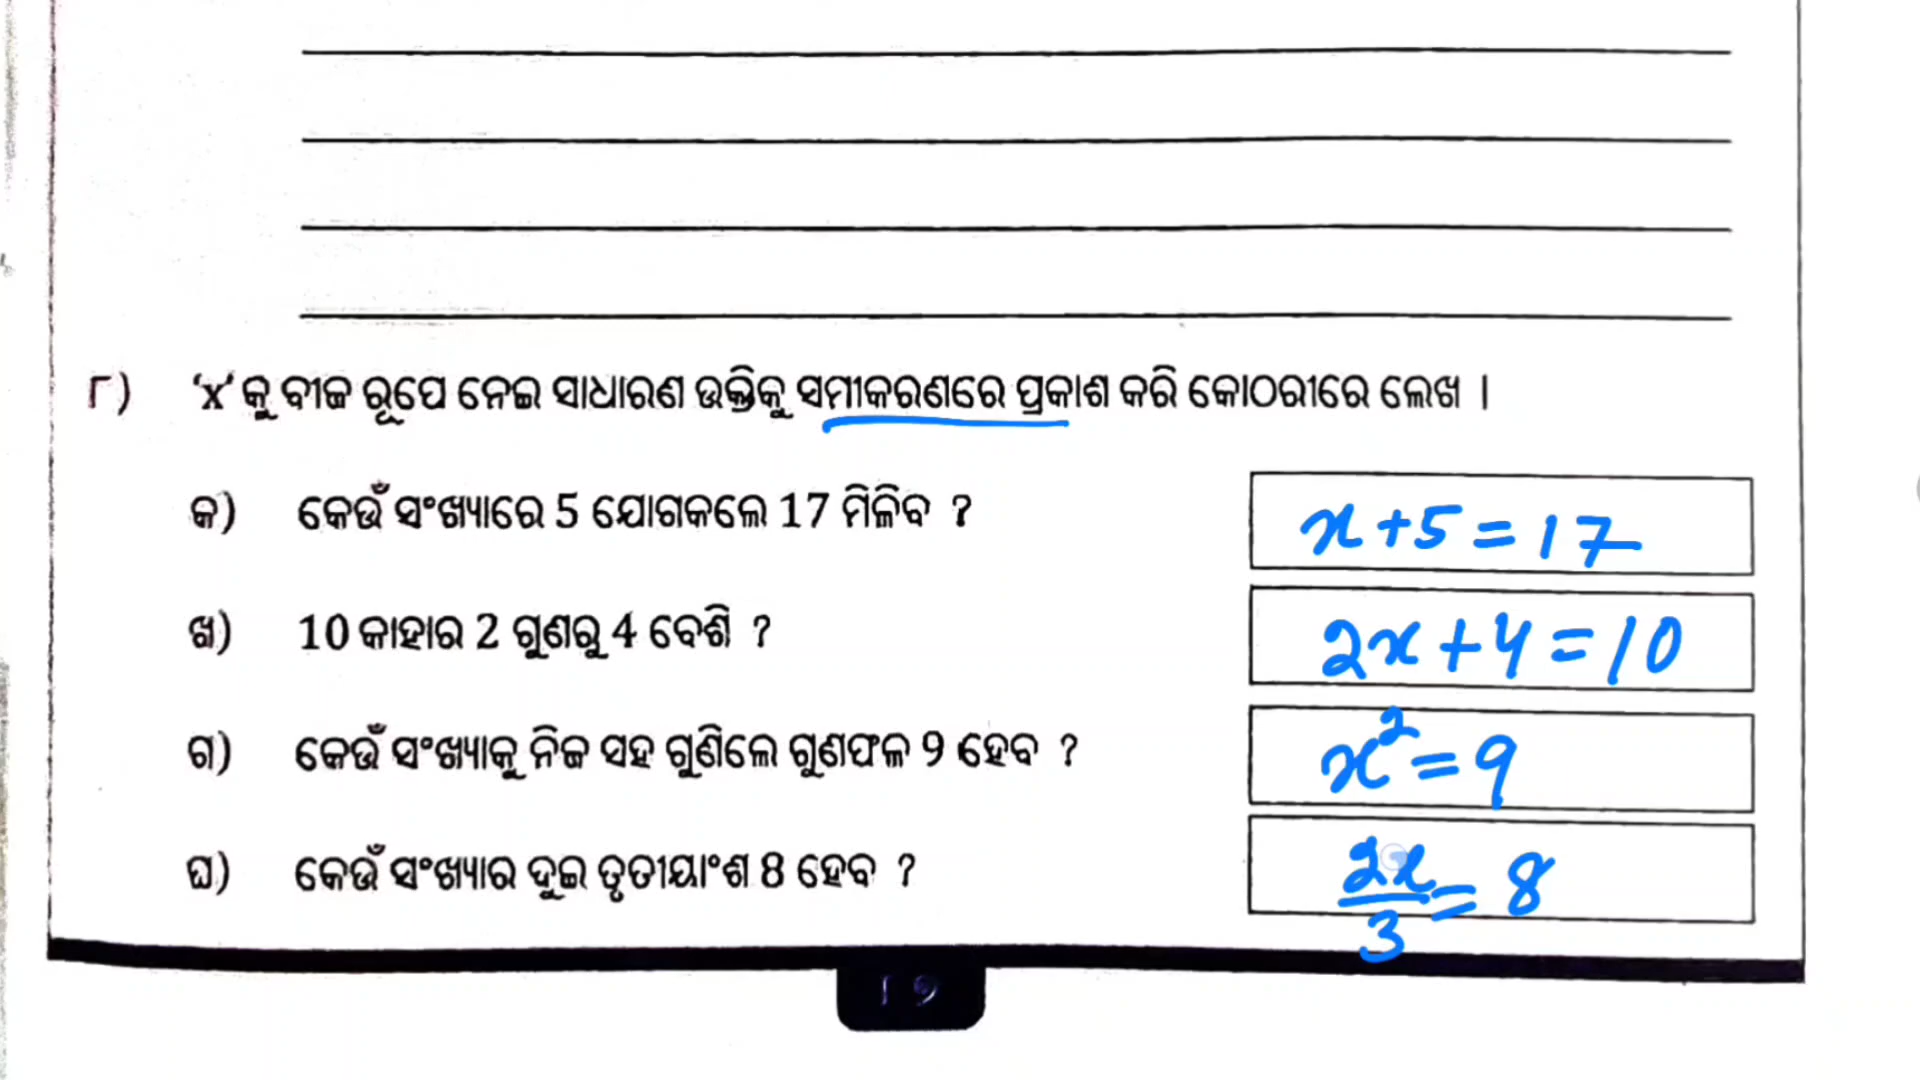 ୮) 'x' କୁ ବୀଜ ରୂପେ ନେଇ ସାଧାରଣ ଉକ୍ତିକୁ ସମୀକରଣରେ ପ୍ରକାଶ କରି କୋଠରୀରେ ଲେଖ ।
କ) କେଉଁ ସଂଖ୍ୟାରେ 5 ଯୋଗକଲେ 17 ମିଳିବ ? x + 5 = 17
ଖ) 10 କାହାର 2 ଗୁଣରୁ 4 ବେଶି ? 2x + 4 = 10
ଗ) କେଉଁ ସଂଖ୍ୟାକୁ ନିଜ ସହ ଗୁଣିଲେ ଗୁଣଫଳ 9 ହେବ ? x² = 9
ଘ) କେଉଁ ସଂଖ୍ୟାର ଦୁଇ ତୃତୀୟାଂଶ 8 ହେବ ? 2x/3 = 8
୧୨